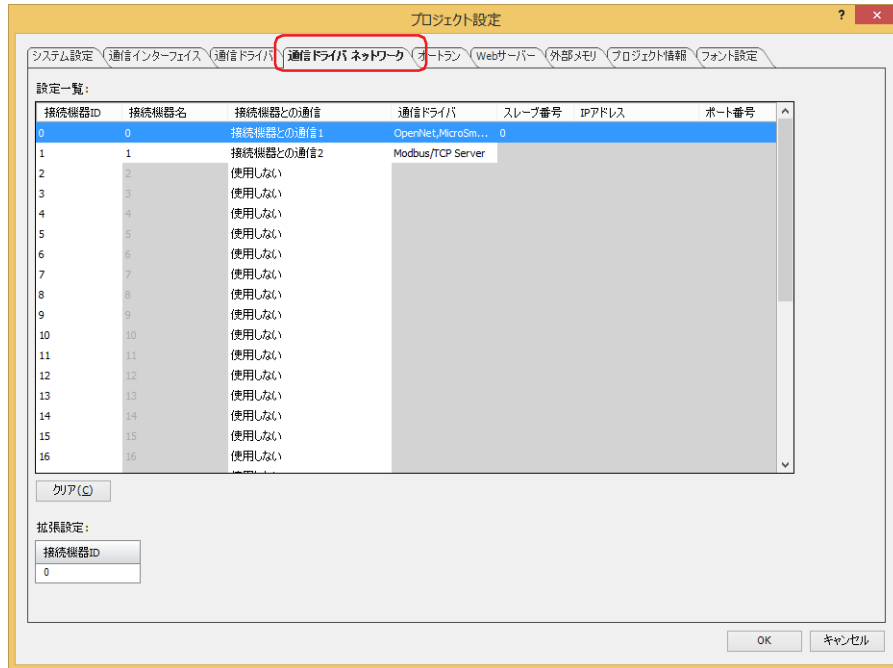 プロジェクト設定
? ×
システム設定 通信インターフェイス 通信ドライバ 通信ドライバ ネットワーク オートラン Webサーバー 外部メモリ プロジェクト情報 フォント設定
設定一覧:
接続機器ID 接続機器名 接続機器との通信 通信ドライバ スレーブ番号 IPアドレス ポート番号
0 0 接続機器との通信1 OpenNet,MicroSm... 0
1 1 接続機器との通信2 Modbus/TCP Server
2 2 使用しない
3 3 使用しない
4 4 使用しない
5 5 使用しない
6 6 使用しない
7 7 使用しない
8 8 使用しない
9 9 使用しない
10 10 使用しない
11 11 使用しない
12 12 使用しない
13 13 使用しない
14 14 使用しない
15 15 使用しない
16 16 使用しない
クリア(C)
拡張設定:
接続機器ID
0
OK キャンセル